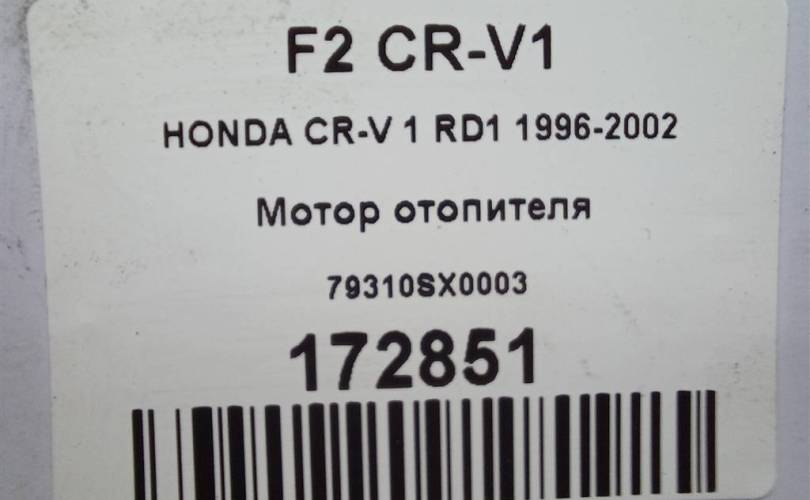 F2 CR-V1
HONDA CR-V 1 RD1 1996-2002
Мотор отопителя
79310SX0003
172851